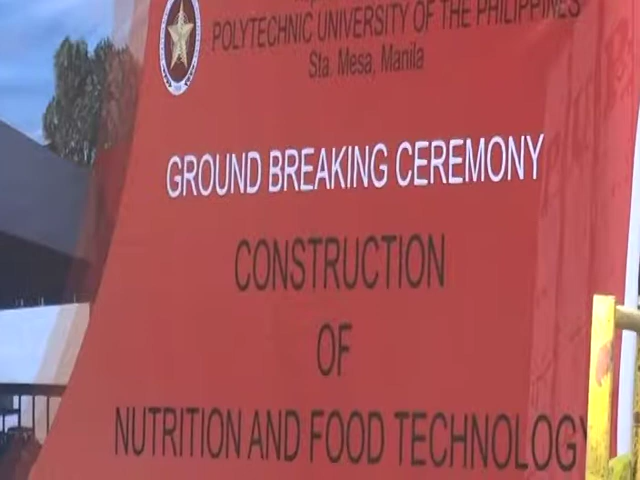 POLYTECHNIC UNIVERSITY OF THE PHILIPPINES
Sta. Mesa, Manila
GROUND BREAKING CEREMONY
CONSTRUCTION
OF
NUTRITION AND FOOD TECHNOLOGY